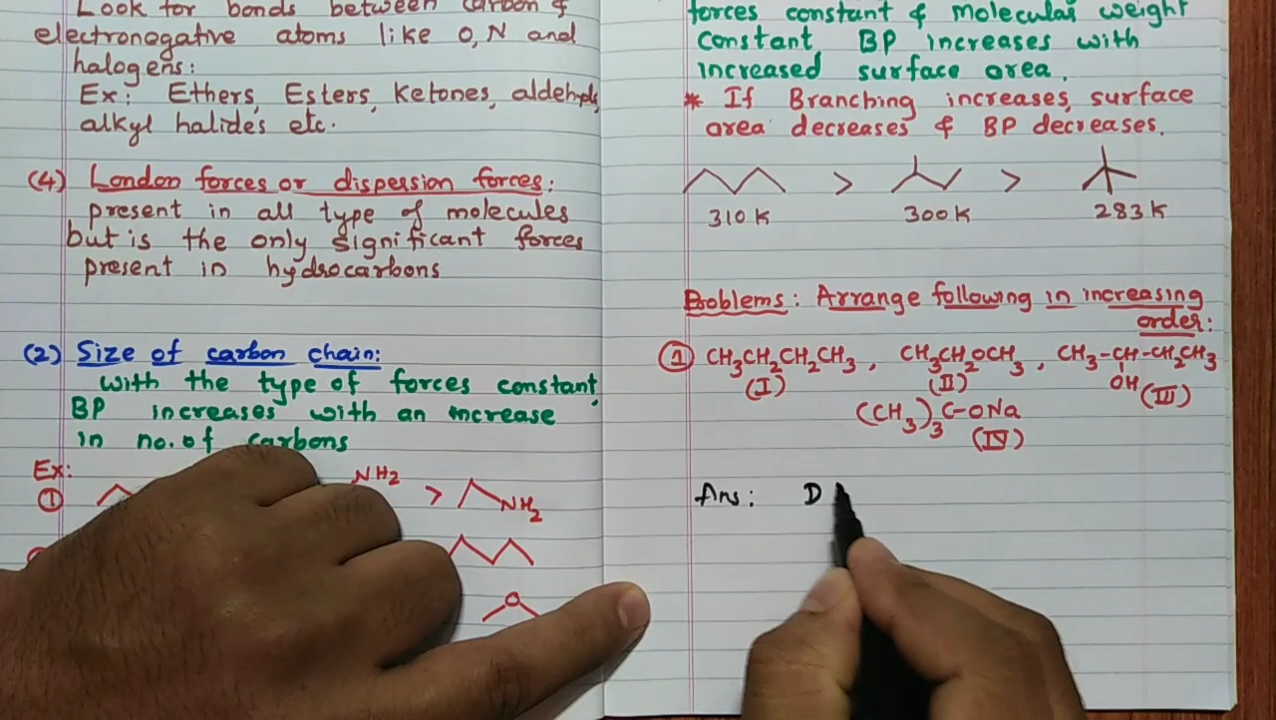 Look for bonds between carbon &
electronogative atoms like O, N and
halogens:
Ex: Ethers, Esters, Ketones, aldehyds,
alkyl halides etc.
(4) London forces or dispession forces:
present in all type of molecules
but is the only significant forces
present in hydrocarbons
(2) Size of carbon chain:
with the type of forces constant,
BP increases with an increase
in no. of carbons
Ex:
①
NH2
>
NH2
forces constant & molecular weight
constant, BP increases with
increased surface area.
* If Branching increases, surface
area decreases & BP decreases.
> >
310 K 300 K 283 K
Problems: Arrange following in increasing
order:
① CH3CH2CH2CH3, CH3CH2OCH3, CH3-CH-CH2CH3
(I) (II) OH (III)
(CH3)3C-ONa
(IV)
Ans: D